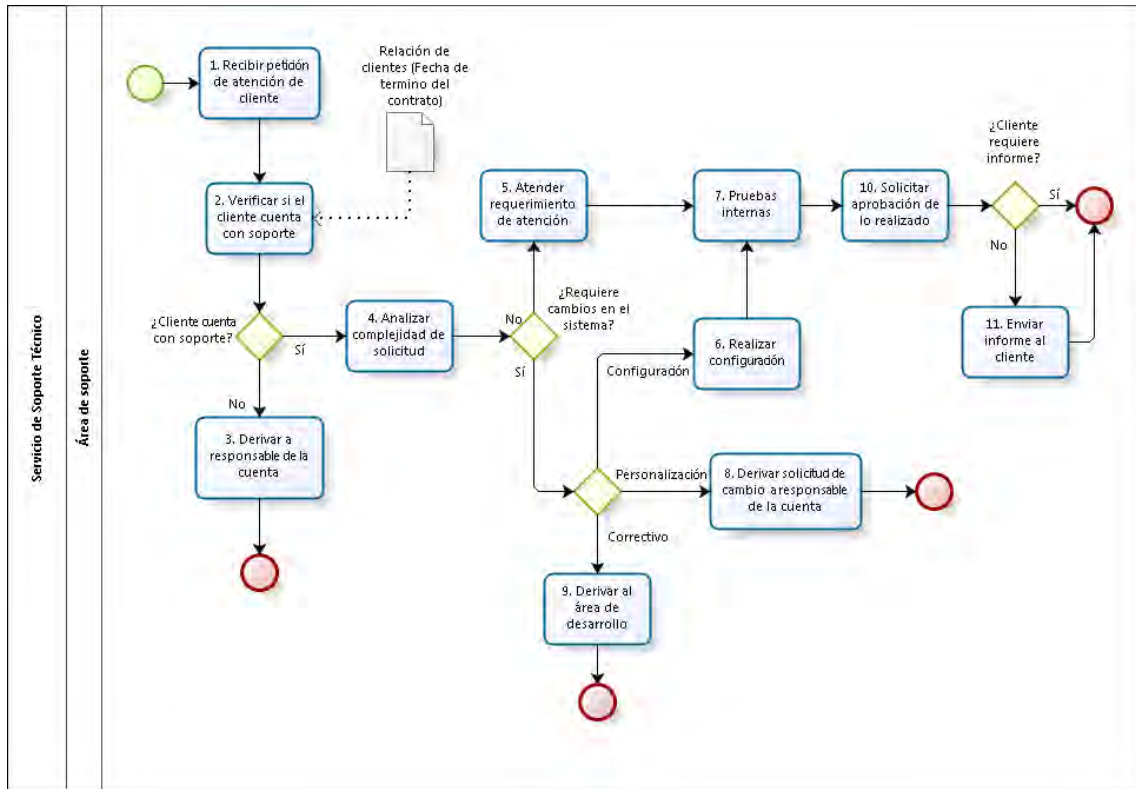 Servicio de Soporte Técnico
Área de soporte
1. Recibir petición
de atención de
cliente
Relación de
clientes (Fecha de
termino del
contrato)
2. Verificar si el
cliente cuenta
con soporte
¿Cliente cuenta
con soporte?
Sí
No
3. Derivar a
responsable de la
cuenta
4. Analizar
complejidad de
solicitud
¿Requiere
cambios en el
sistema?
No
Sí
5. Atender
requerimiento
de atención
Configuración
6. Realizar
configuración
7. Pruebas
internas
Personalización
8. Derivar solicitud de
cambio a responsable
de la cuenta
Correctivo
9. Derivar al
área de
desarrollo
10. Solicitar
aprobación de
lo realizado
¿Cliente
requiere
informe?
Sí
No
11. Enviar
informe al
cliente